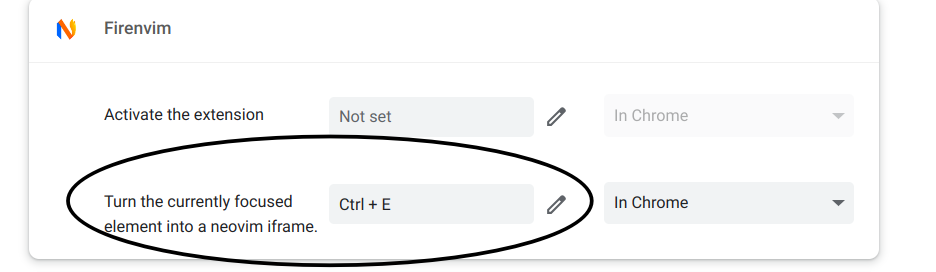 Firenvim
Activate the extension
Not set
In Chrome
Turn the currently focused
element into a neovim iframe.
Ctrl + E
In Chrome